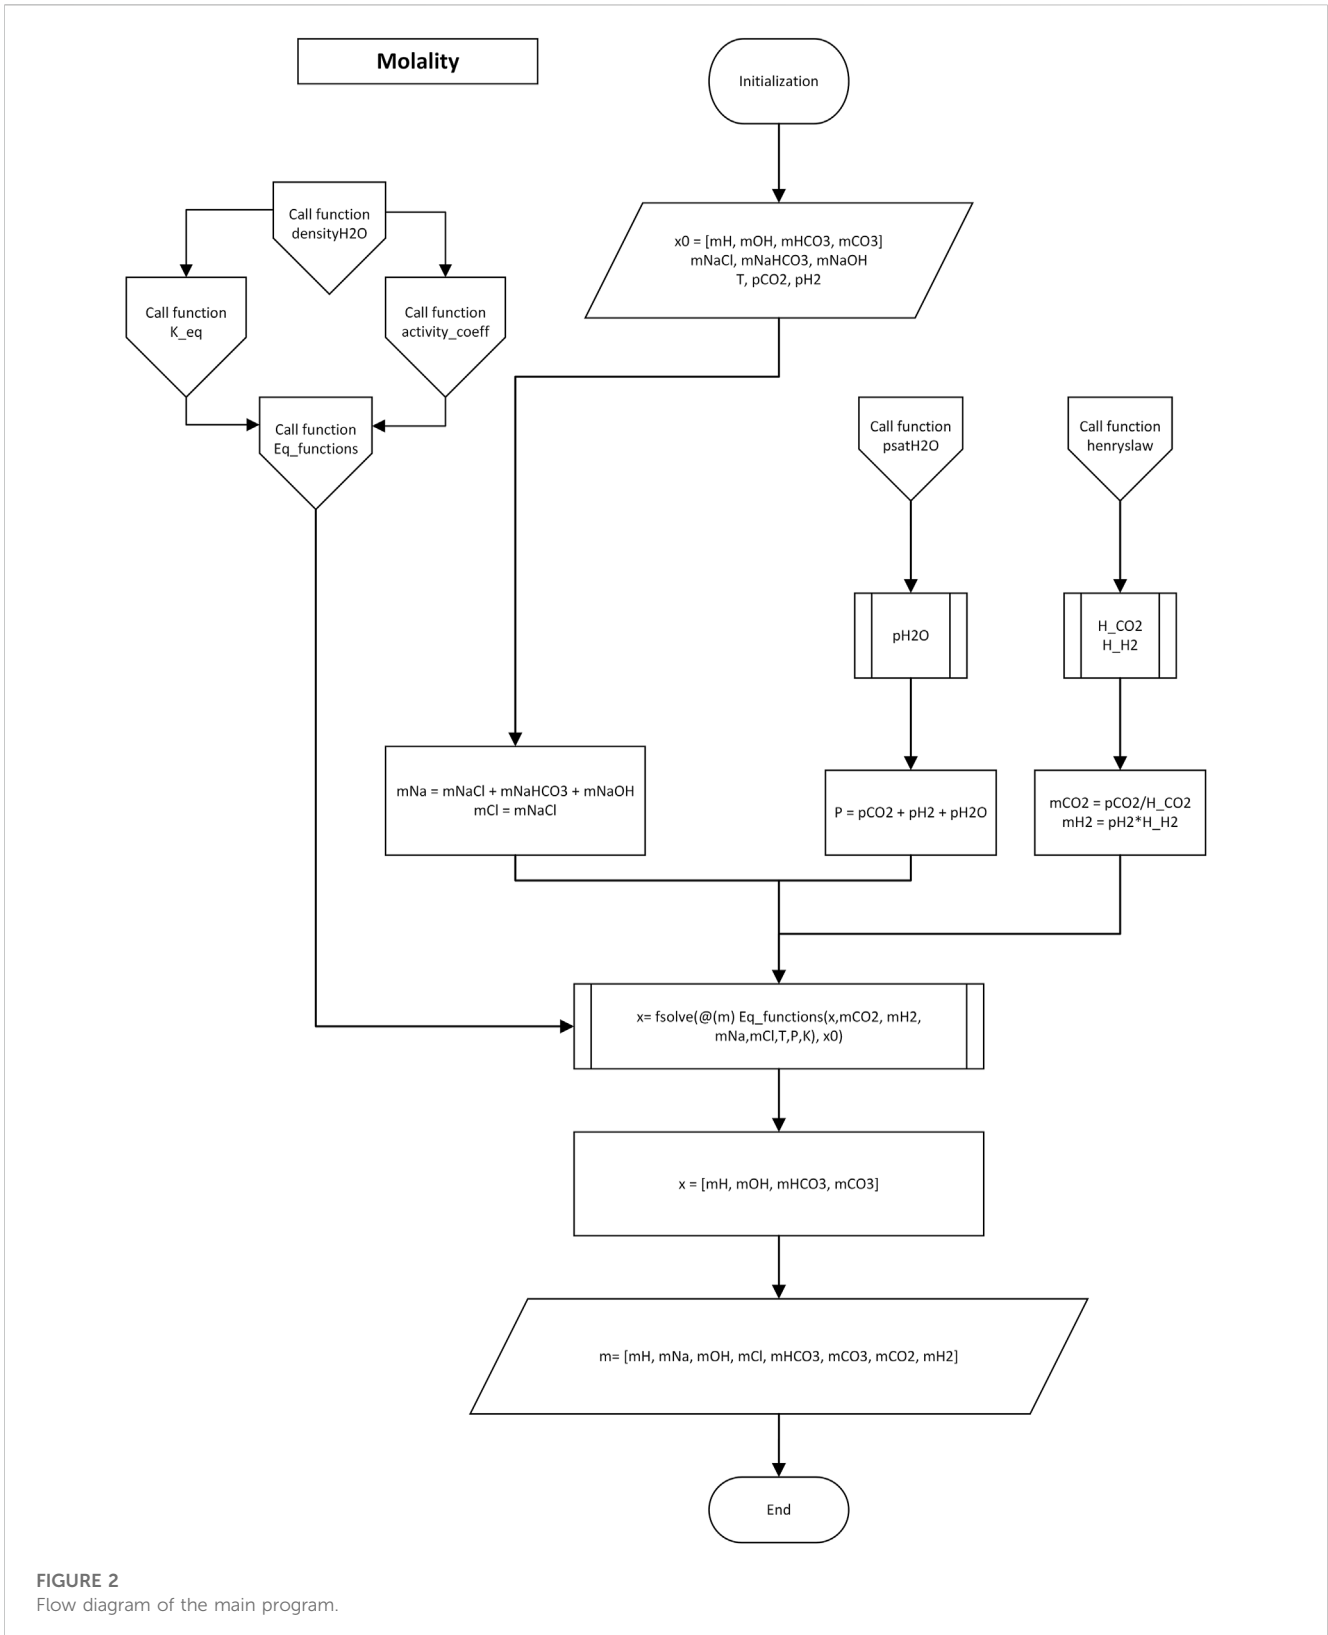 Molality
Initialization
Call function
densityH2O
x0 = [mH, mOH, mHCO3, mCO3]
mNaCl, mNaHCO3, mNaOH
T, pCO2, pH2
Call function
K_eq
Call function
activity_coeff
Call function
Eq_functions
Call function
psatH2O
Call function
henryslaw
pH2O
H_CO2
H_H2
mNa = mNaCl + mNaHCO3 + mNaOH
mCl = mNaCl
P = pCO2 + pH2 + pH2O
mCO2 = pCO2/H_CO2
mH2 = pH2*H_H2
x= fsolve(@(m) Eq_functions(x,mCO2, mH2,
mNa,mCl,T,P,K), x0)
x = [mH, mOH, mHCO3, mCO3]
m= [mH, mNa, mOH, mCl, mHCO3, mCO3, mCO2, mH2]
End
FIGURE 2
Flow diagram of the main program.